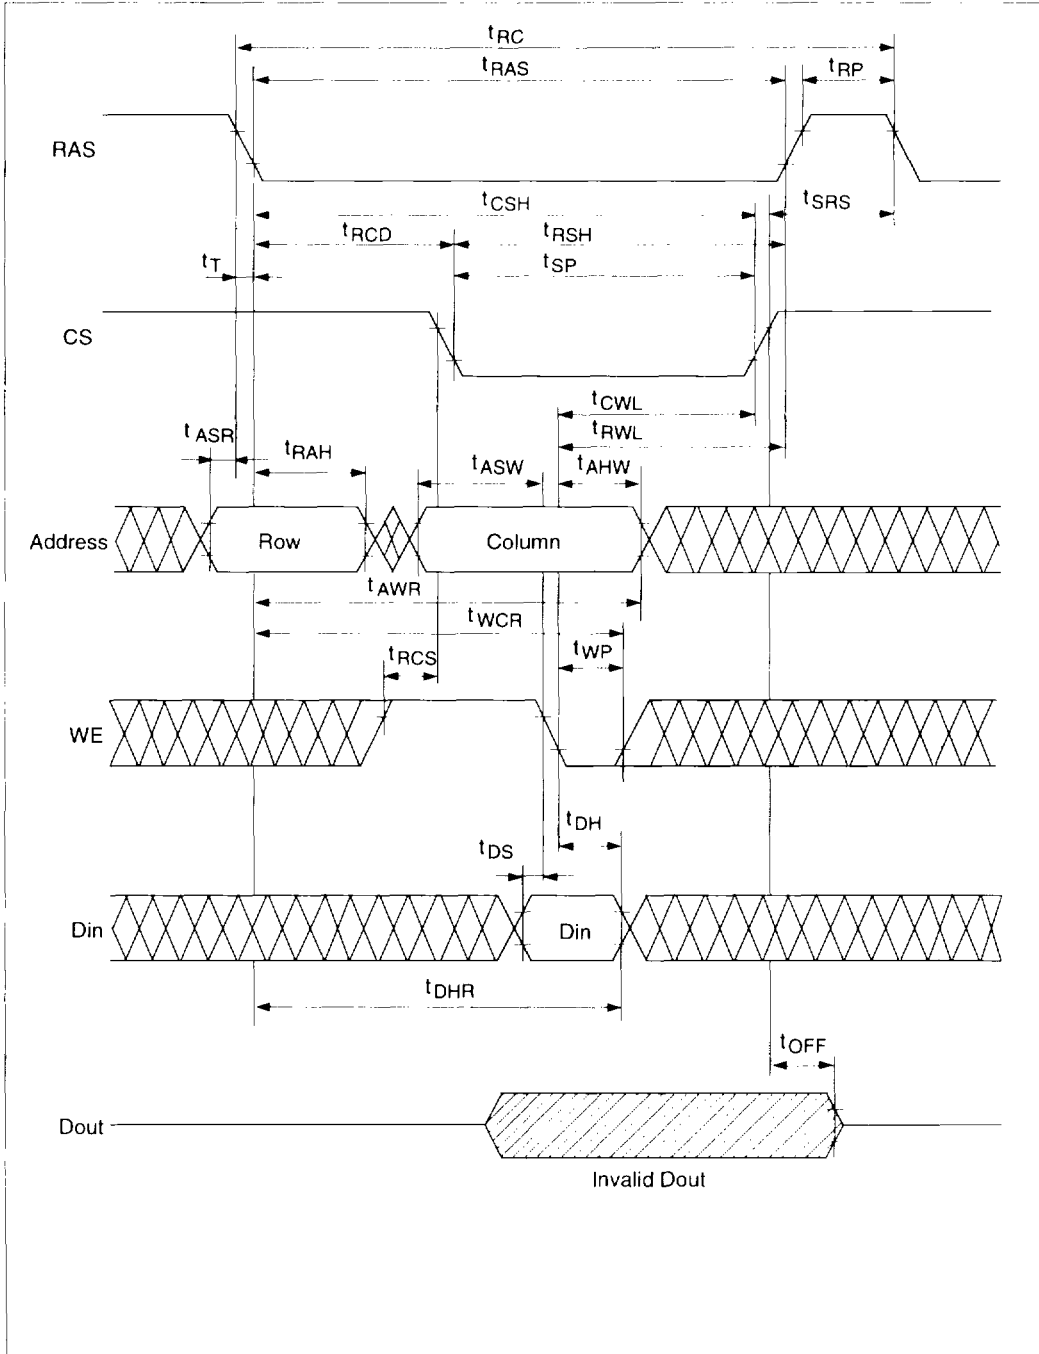 tRC
tRAS
tRP
RAS
tCSH
tSRS
tRCD
tRSH
tT
tSP
CS
tCWL
tASR
tRWL
tRAH
tASW
tAHW
Address
Row
Column
tAWR
tWCR
tRCS
tWP
WE
tDH
tDS
Din
Din
tDHR
tOFF
Dout
Invalid Dout